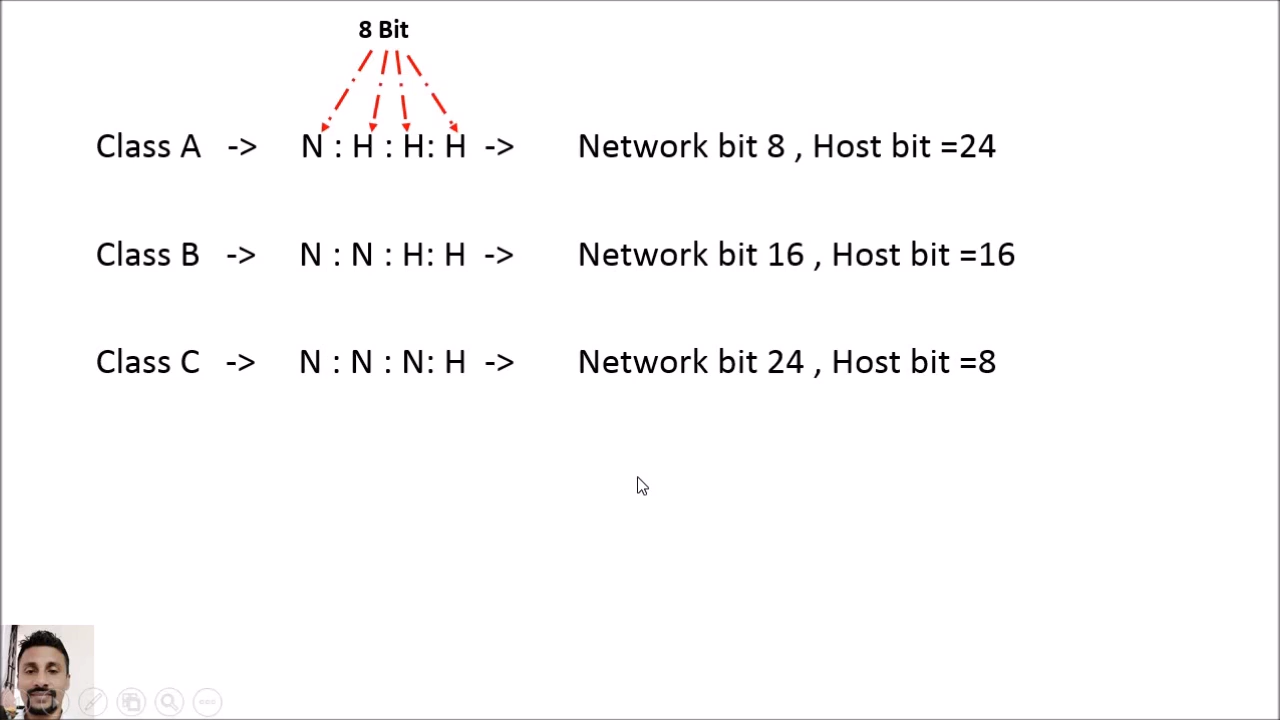 8 Bit
Class A -> N : H : H: H -> Network bit 8 , Host bit =24
Class B -> N : N : H: H -> Network bit 16 , Host bit =16
Class C -> N : N : N: H -> Network bit 24 , Host bit =8